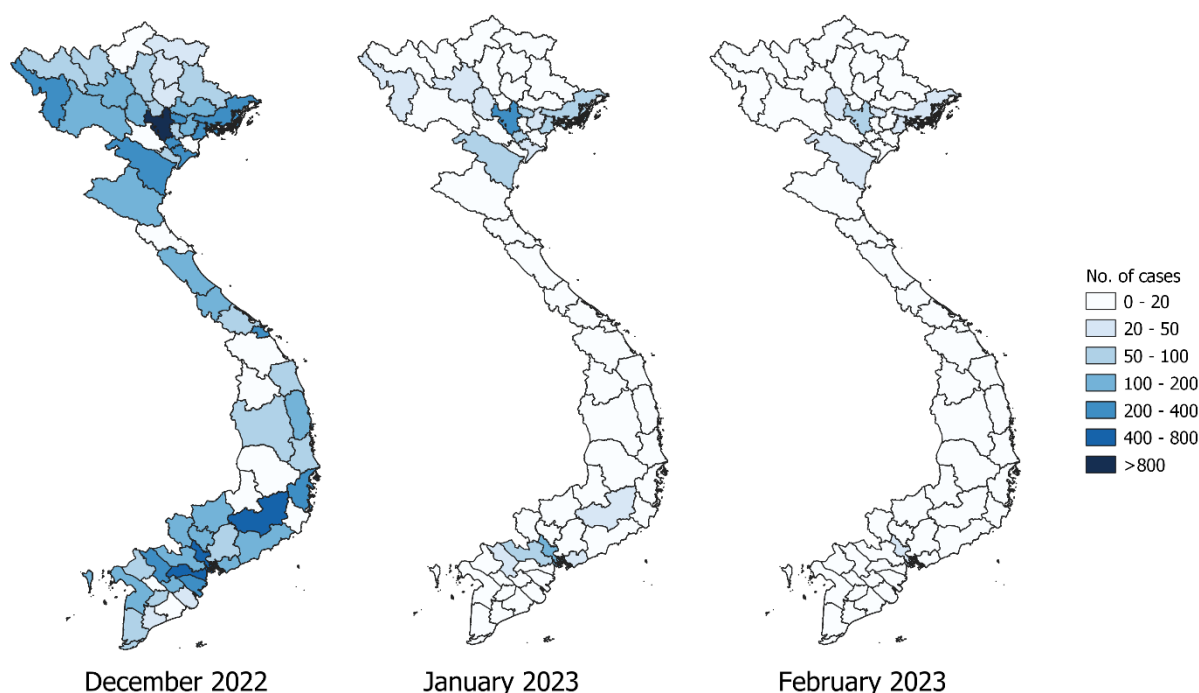 No. of cases
0 - 20
20 - 50
50 - 100
100 - 200
200 - 400
400 - 800
>800
December 2022
January 2023
February 2023